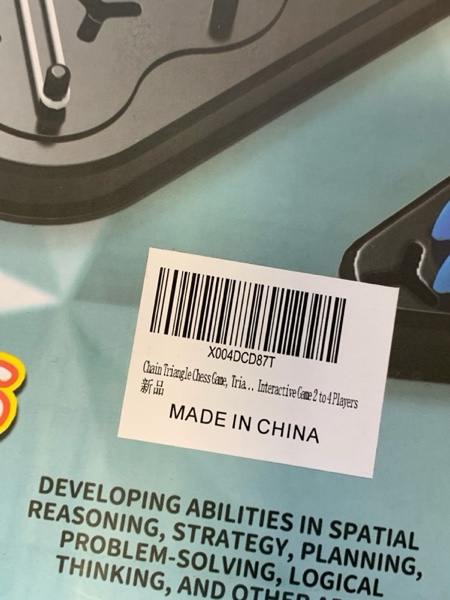 X004DCD87T
Chain Triangle Chess Game, Tria... Interactive Game 2 to 4 Players
新品
MADE IN CHINA
DEVELOPING ABILITIES IN SPATIAL
REASONING, STRATEGY, PLANNING,
PROBLEM-SOLVING, LOGICAL
THINKING, AND OTHER